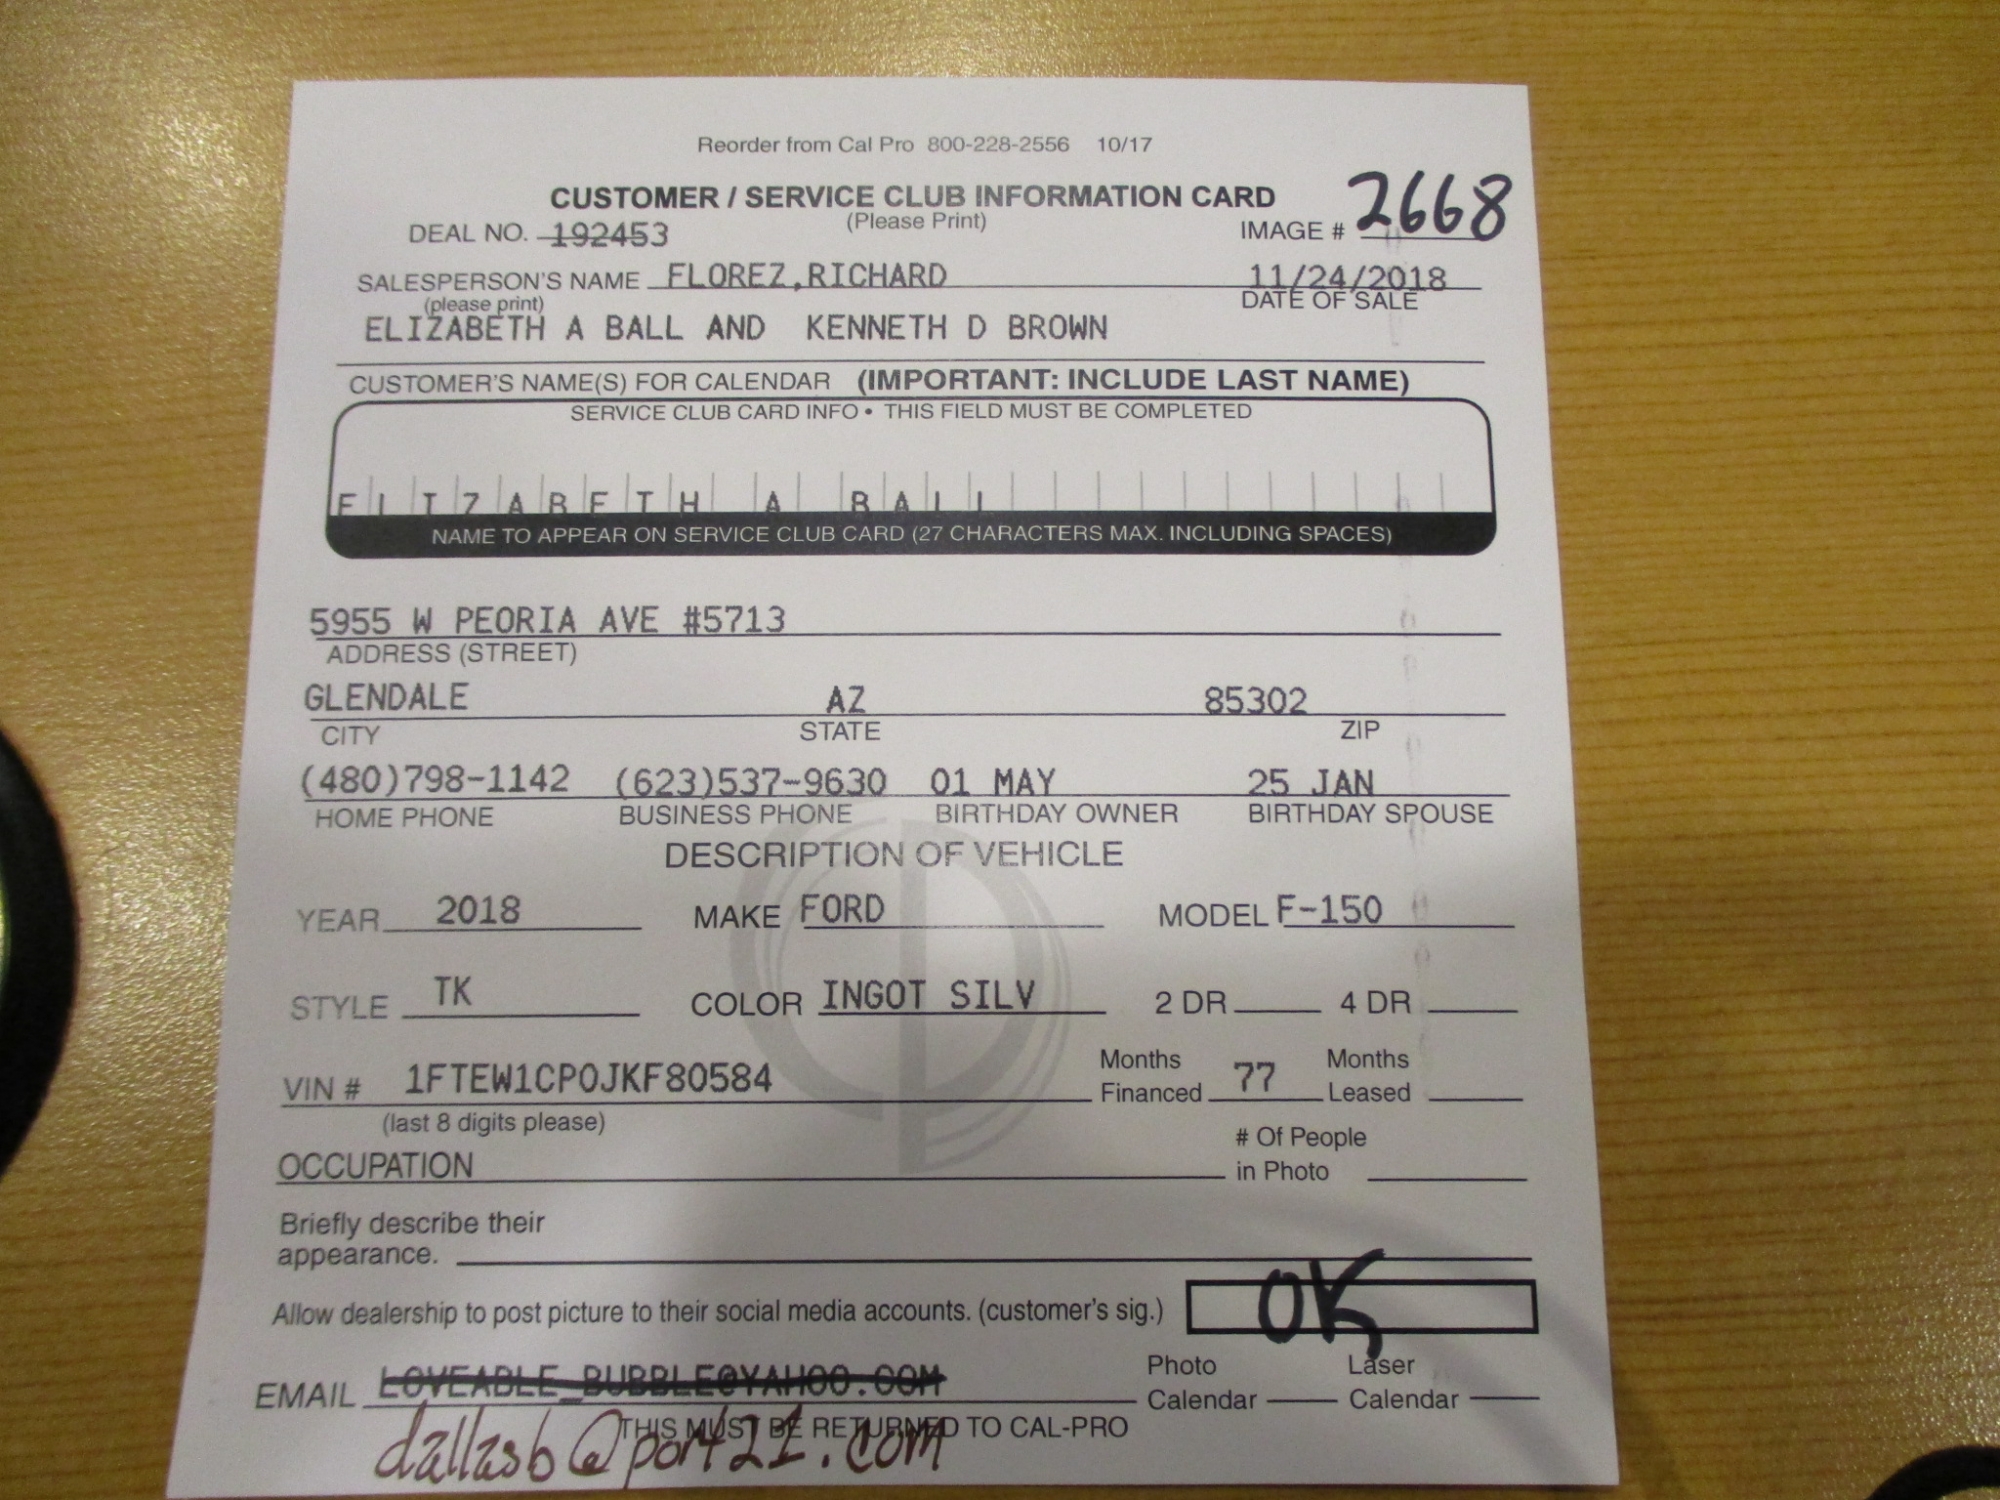 Reorder from Cal Pro 800-228-2556 10/17
CUSTOMER / SERVICE CLUB INFORMATION CARD
(Please Print)
DEAL NO. 192453
IMAGE # 2668
SALESPERSON'S NAME FLOREZ,RICHARD 11/24/2018
(please print) DATE OF SALE
ELIZABETH A BALL AND KENNETH D BROWN
CUSTOMER'S NAME(S) FOR CALENDAR (IMPORTANT: INCLUDE LAST NAME)
SERVICE CLUB CARD INFO • THIS FIELD MUST BE COMPLETED
ELIZABETH A BALL
NAME TO APPEAR ON SERVICE CLUB CARD (27 CHARACTERS MAX. INCLUDING SPACES)
5955 W PEORIA AVE #5713
ADDRESS (STREET)
GLENDALE AZ 85302
CITY STATE ZIP
(480)798-1142 (623)537-9630 01 MAY 25 JAN
HOME PHONE BUSINESS PHONE BIRTHDAY OWNER BIRTHDAY SPOUSE
DESCRIPTION OF VEHICLE
YEAR 2018 MAKE FORD MODEL F-150
STYLE TK COLOR INGOT SILV 2 DR 4 DR
VIN # 1FTEW1CP0JKF80584 Months Financed 77 Months Leased
(last 8 digits please)
OCCUPATION # Of People in Photo
Briefly describe their
appearance.
Allow dealership to post picture to their social media accounts. (customer's sig.) OK
EMAIL LOVEABLE_BUBBLE@YAHOO.COM Photo Calendar Laser Calendar
THIS MUST BE RETURNED TO CAL-PRO
dallasb@port21.com